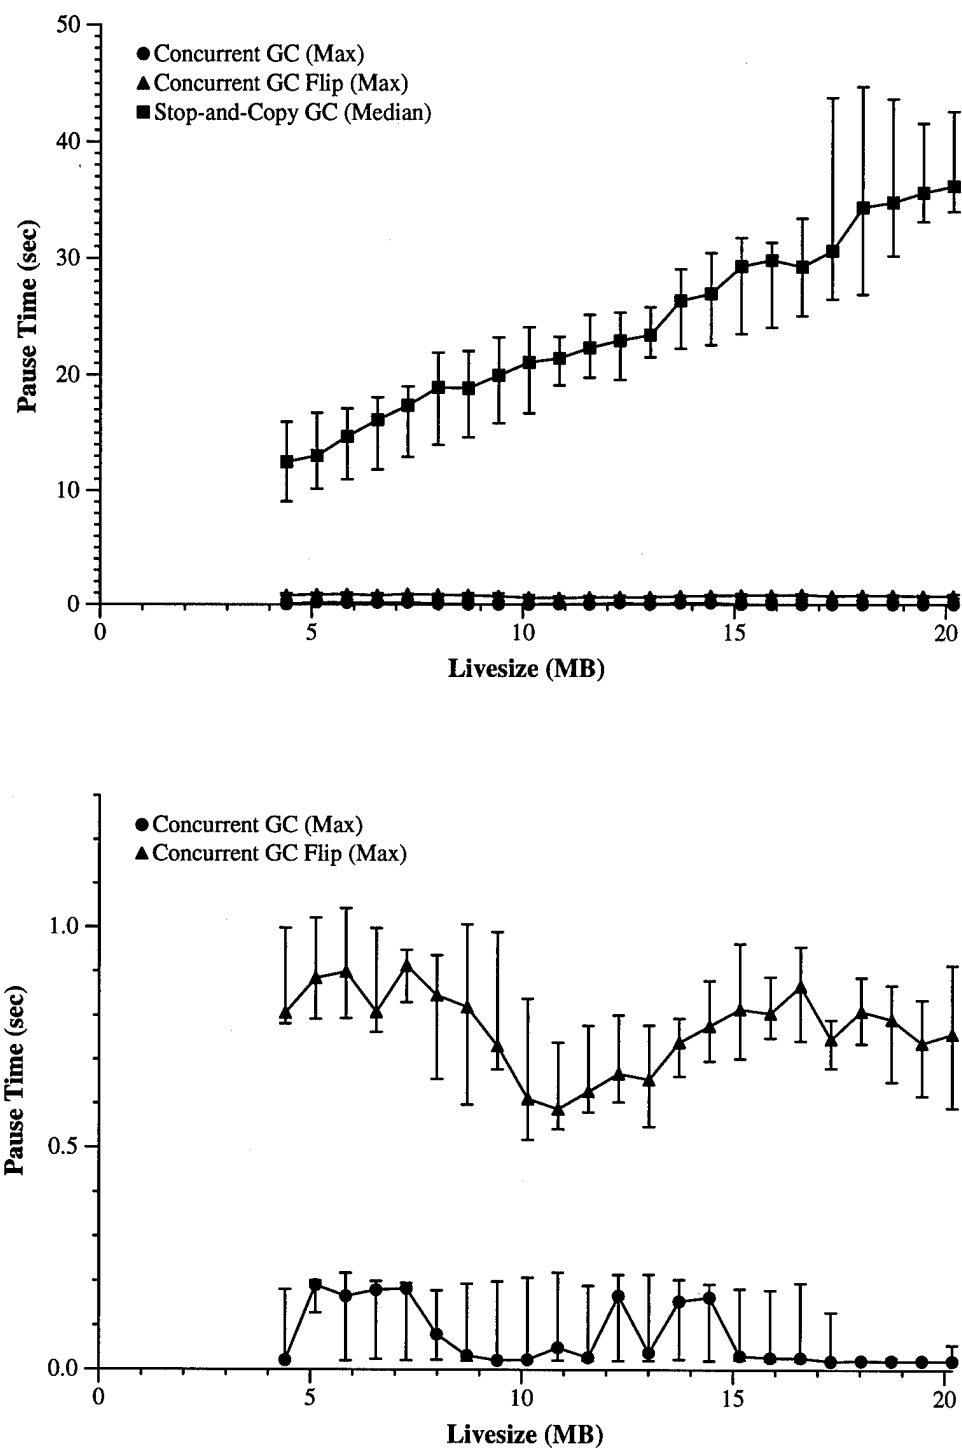 50
Concurrent GC (Max)
Concurrent GC Flip (Max)
Stop-and-Copy GC (Median)
40
30
Pause Time (sec)
20
10
0
0 5 10 15 20
Livesize (MB)
Concurrent GC (Max)
Concurrent GC Flip (Max)
1.0
Pause Time (sec)
0.5
0.0
0 5 10 15 20
Livesize (MB)